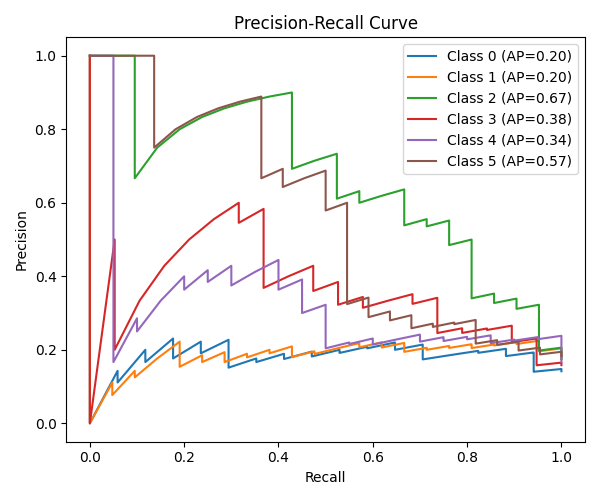 Precision-Recall Curve
Precision
1.0
0.8
0.6
0.4
0.2
0.0
Class 0 (AP=0.20)
Class 1 (AP=0.20)
Class 2 (AP=0.67)
Class 3 (AP=0.38)
Class 4 (AP=0.34)
Class 5 (AP=0.57)
0.0 0.2 0.4 0.6 0.8 1.0
Recall